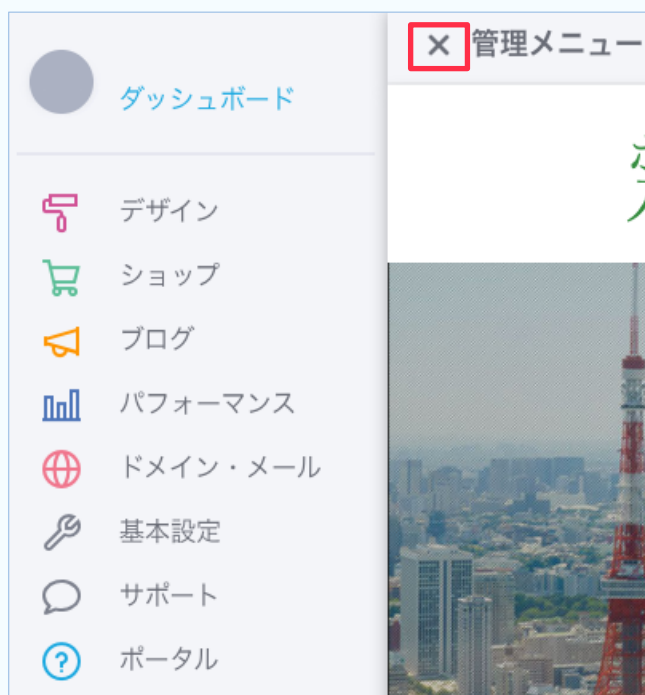 管理メニュー
ダッシュボード
デザイン
ショップ
ブログ
パフォーマンス
ドメイン・メール
基本設定
サポート
ポータル